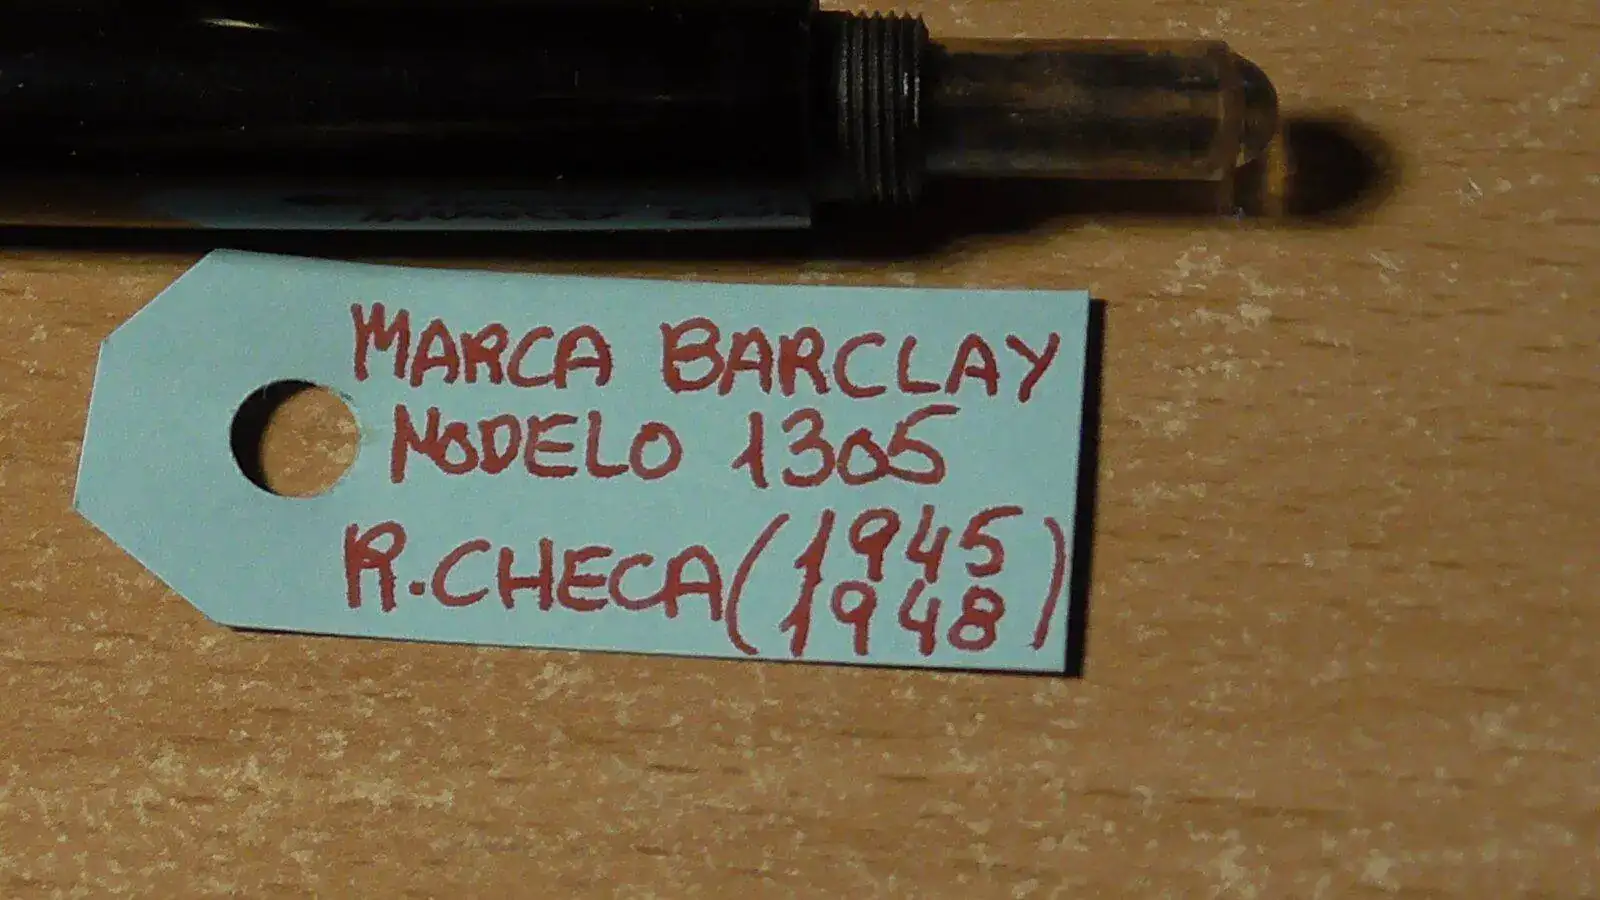 MARCA BARCLAY
MODELO 1305
R.CHECA (1945
1948)